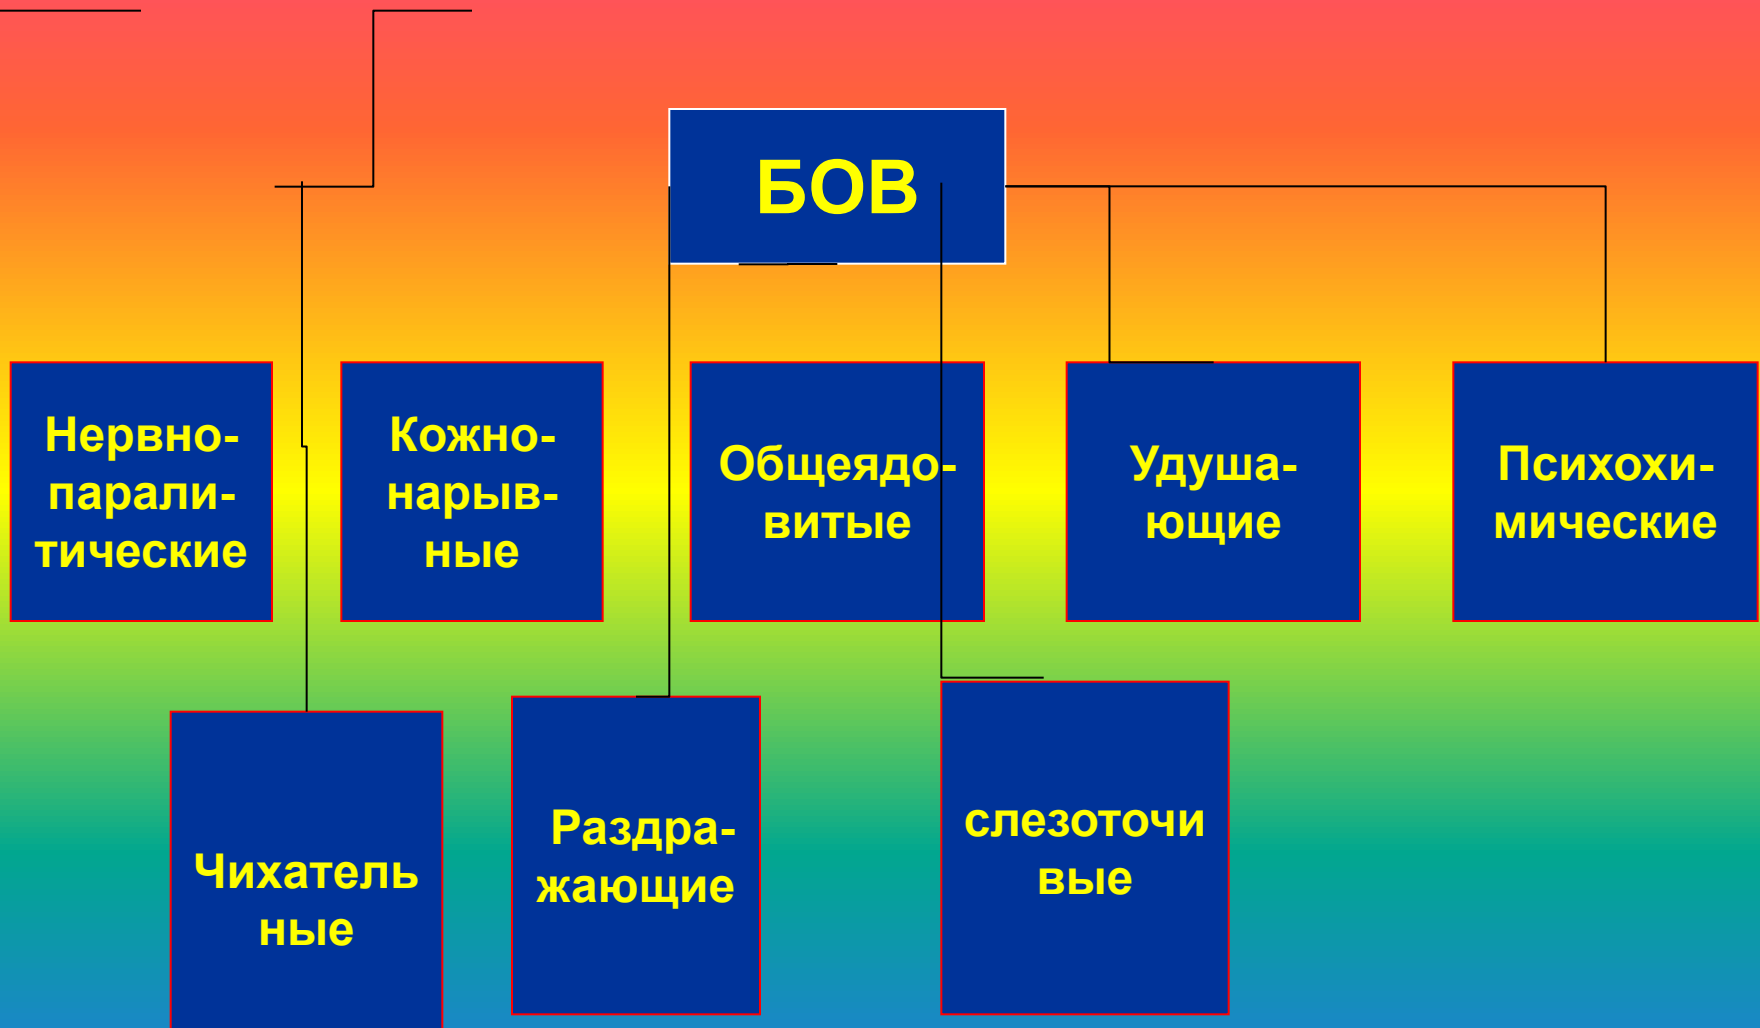 БОВ
Нервно-
парали-
тические
Кожно-
нарыв-
ные
Общеядо-
витые
Удуша-
ющие
Психохи-
мические
Чихатель
ные
Раздра-
жающие
слезоточи
вые